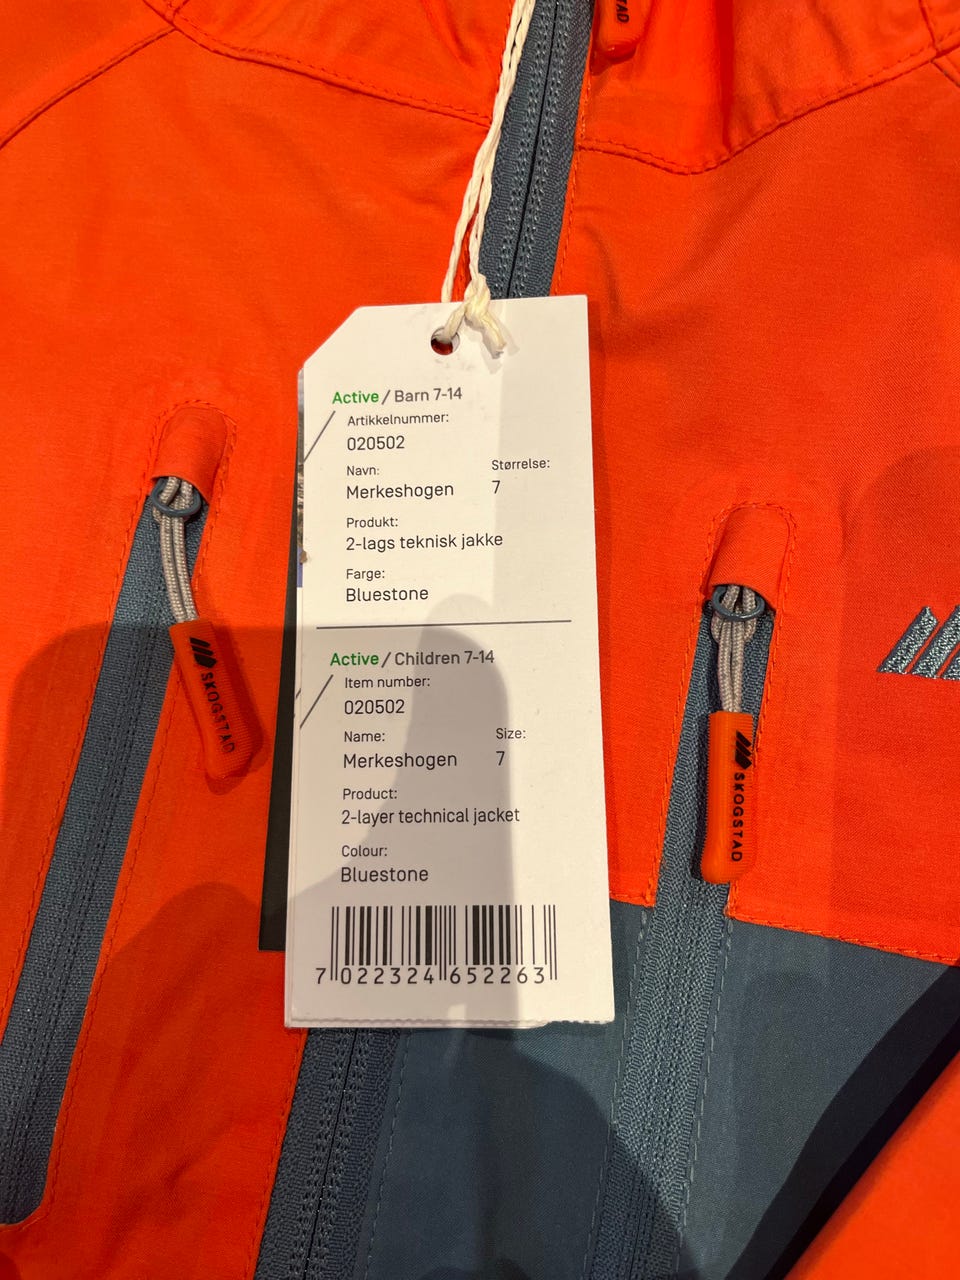 Active / Barn 7-14
Artikkelnummer:
020502
Navn: Størrelse:
Merkeshogen 7
Produkt:
2-lags teknisk jakke
Farge:
Bluestone
Active / Children 7-14
Item number:
020502
Name: Size:
Merkeshogen 7
Product:
2-layer technical jacket
Colour:
Bluestone
7 022324 652263
SKOGSTAD
SKOGSTAD